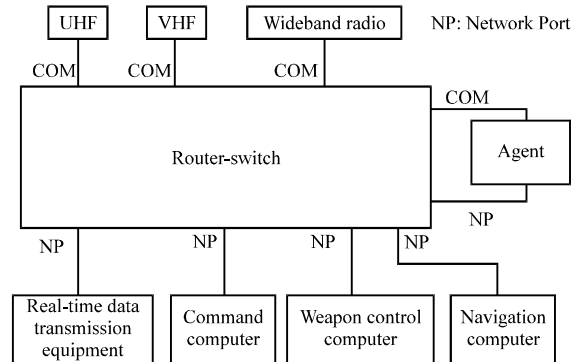 UHF
VHF
Wideband radio
NP: Network Port
COM
COM
COM
COM
Router-switch
Agent
NP
NP
NP
NP
NP
Real-time data
transmission
equipment
Command
computer
Weapon control
computer
Navigation
computer